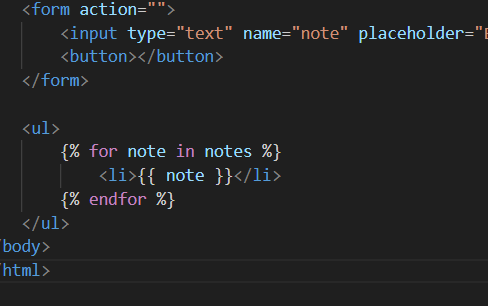 <form action="">
<input type="text" name="note" placeholder="
<button></button>
</form>
<ul>
{% for note in notes %}
<li>{{ note }}</li>
{% endfor %}
</ul>
/body>
/html>